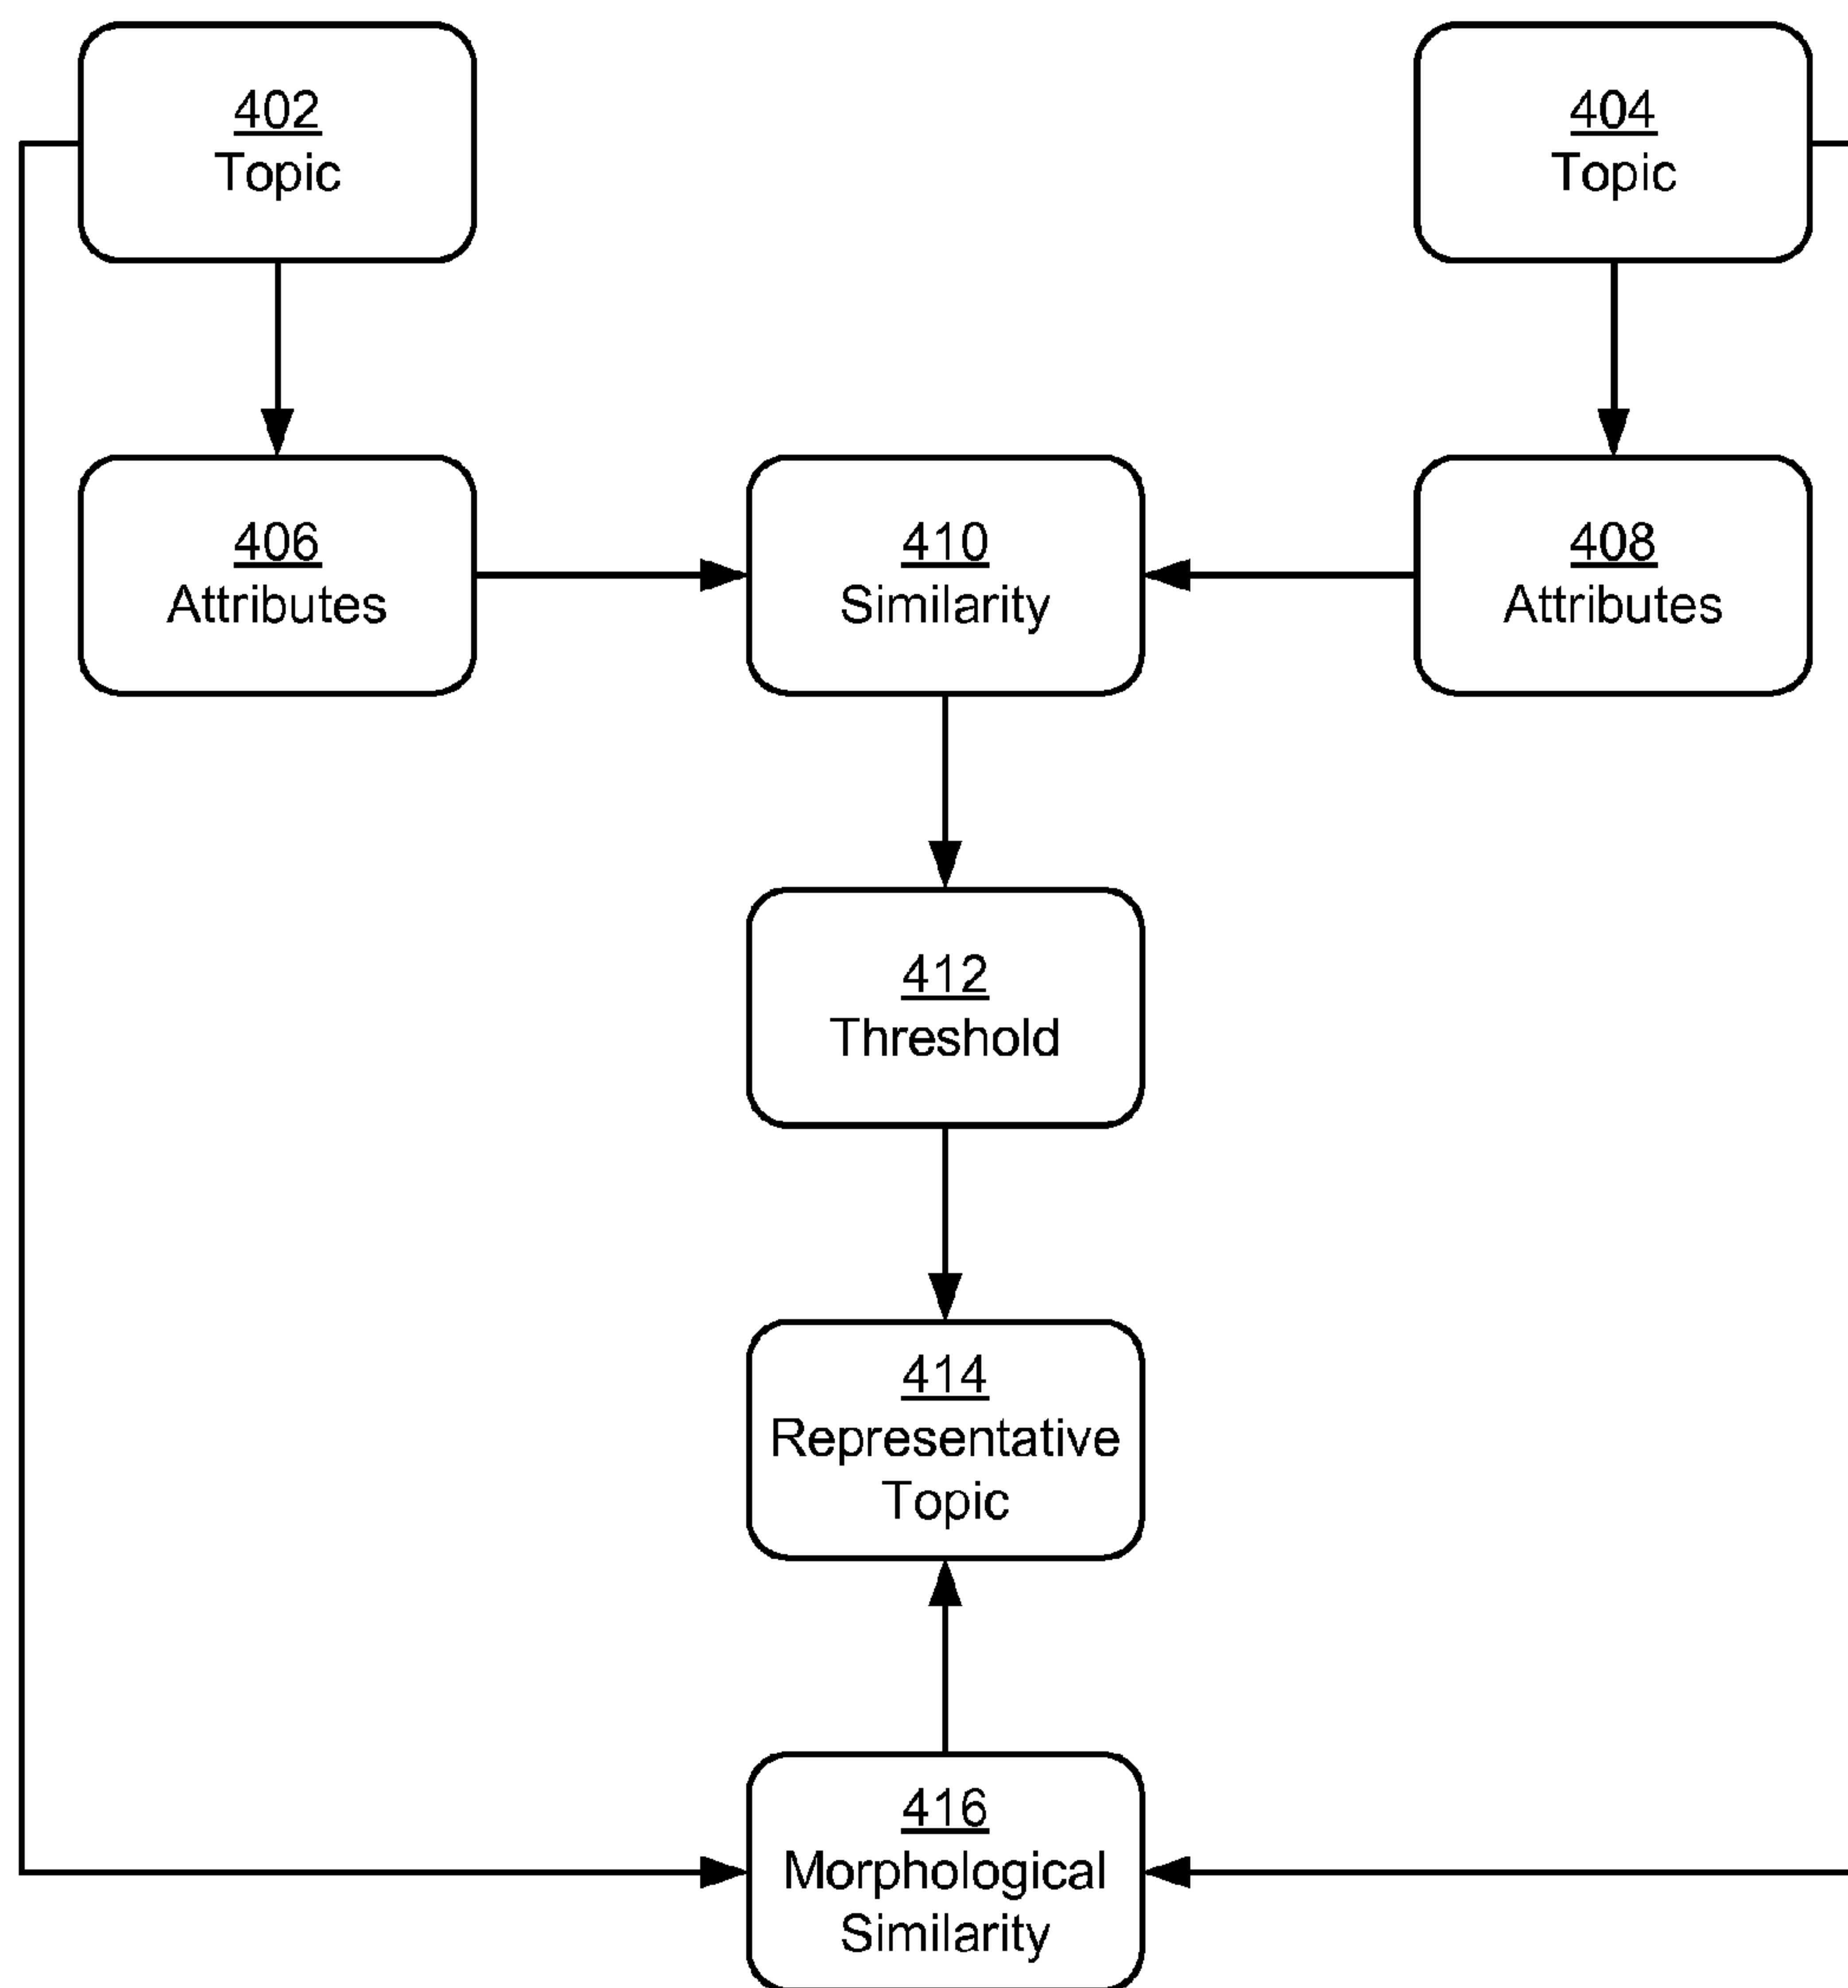 402
Topic
404
Topic
406
Attributes
410
Similarity
408
Attributes
412
Threshold
414
Representative
Topic
416
Morphological
Similarity